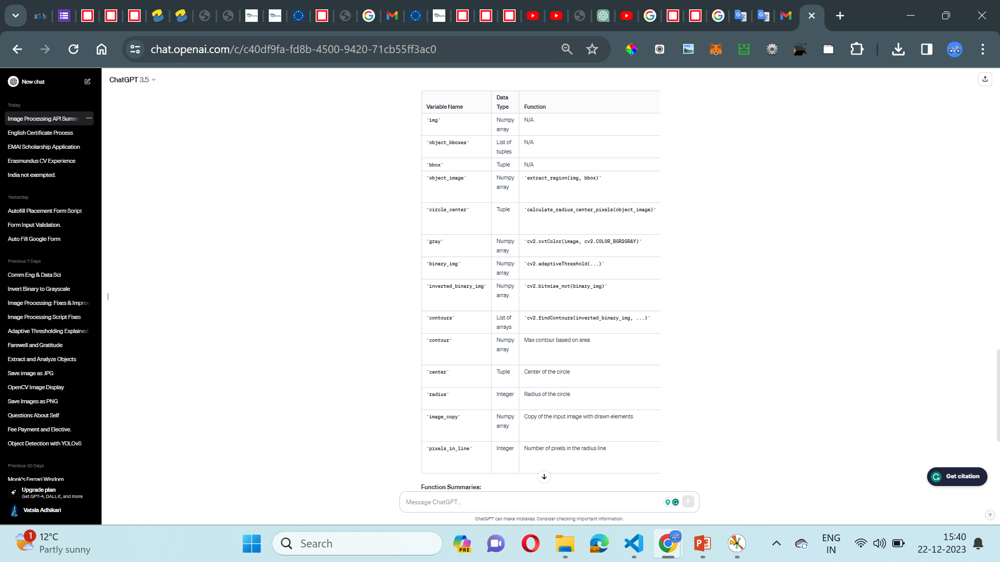 chat.openai.com/c/c40df9fa-fd8b-4500-9420-71cb55ff3ac0
New chat
ChatGPT 3.5
Today
Image Processing API Summ
English Certificate Process
EMAI Scholarship Application
Erasmundus CV Experience
India not exempted.
Yesterday
Autofill Placement Form Script
Form Input Validation.
Auto Fill Google Form
Previous 7 Days
Comm Eng & Data Sci
Invert Binary to Grayscale
Image Processing: Fixes & Improv
Image Processing Script Fixes
Adaptive Thresholding Explained
Farewell and Gratitude
Extract and Analyze Objects
Save image as JPG
OpenCV Image Display
Save Images as PNG
Questions About Self
Fee Payment and Elective.
Object Detection with YOLOv8
Previous 30 Days
Monk's Ferrari Wisdom
Upgrade plan
Get GPT-4, DALL·E, and more
Vatsla Adhikari
Variable Name Data Type Function
`img` Numpy array N/A
`object_bboxes` List of tuples N/A
`bbox` Tuple N/A
`object_image` Numpy array `extract_region(img, bbox)`
`circle_center` Tuple `calculate_radius_center_pixels(object_image)`
`gray` Numpy array `cv2.cvtColor(image, cv2.COLOR_BGR2GRAY)`
`binary_img` Numpy array `cv2.adaptiveThreshold(...)`
`inverted_binary_img` Numpy array `cv2.bitwise_not(binary_img)`
`contours` List of arrays `cv2.findContours(inverted_binary_img, ...)`
`contour` Numpy array Max contour based on area
`center` Tuple Center of the circle
`radius` Integer Radius of the circle
`image_copy` Numpy array Copy of the input image with drawn elements
`pixels_in_line` Integer Number of pixels in the radius line
Function Summaries:
Message ChatGPT...
ChatGPT can make mistakes. Consider checking important information.
Get citation
?
1
12°C
Partly sunny
Search
PRE
ENG
IN
15:40
22-12-2023